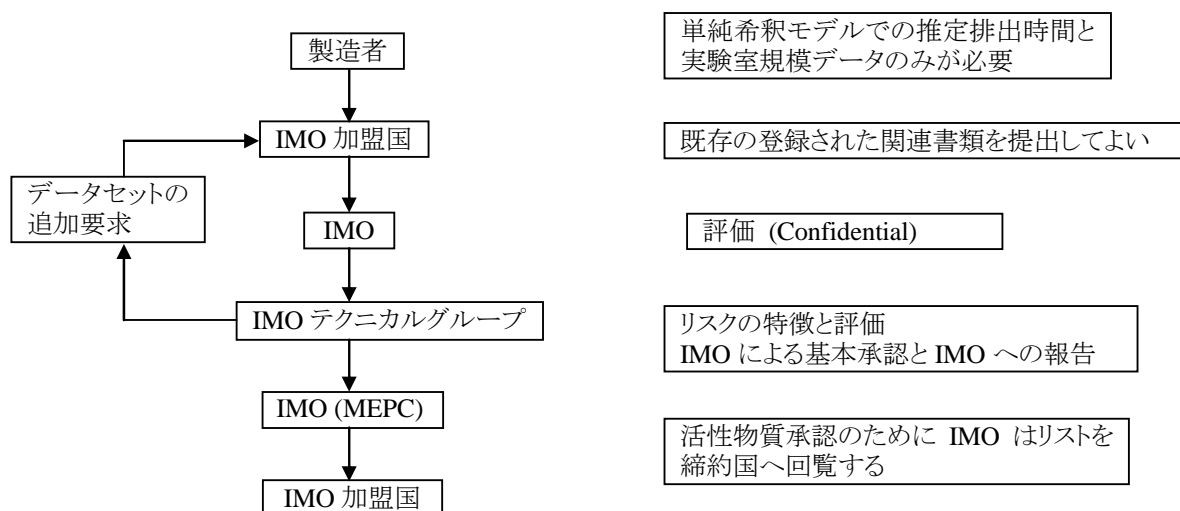 製造者
IMO 加盟国
データセットの
追加要求
IMO
IMO テクニカルグループ
IMO (MEPC)
IMO 加盟国
単純希釈モデルでの推定排出時間と
実験室規模データのみが必要
既存の登録された関連書類を提出してよい
評価 (Confidential)
リスクの特徴と評価
IMO による基本承認と IMO への報告
活性物質承認のために IMO はリストを
締約国へ回覧する